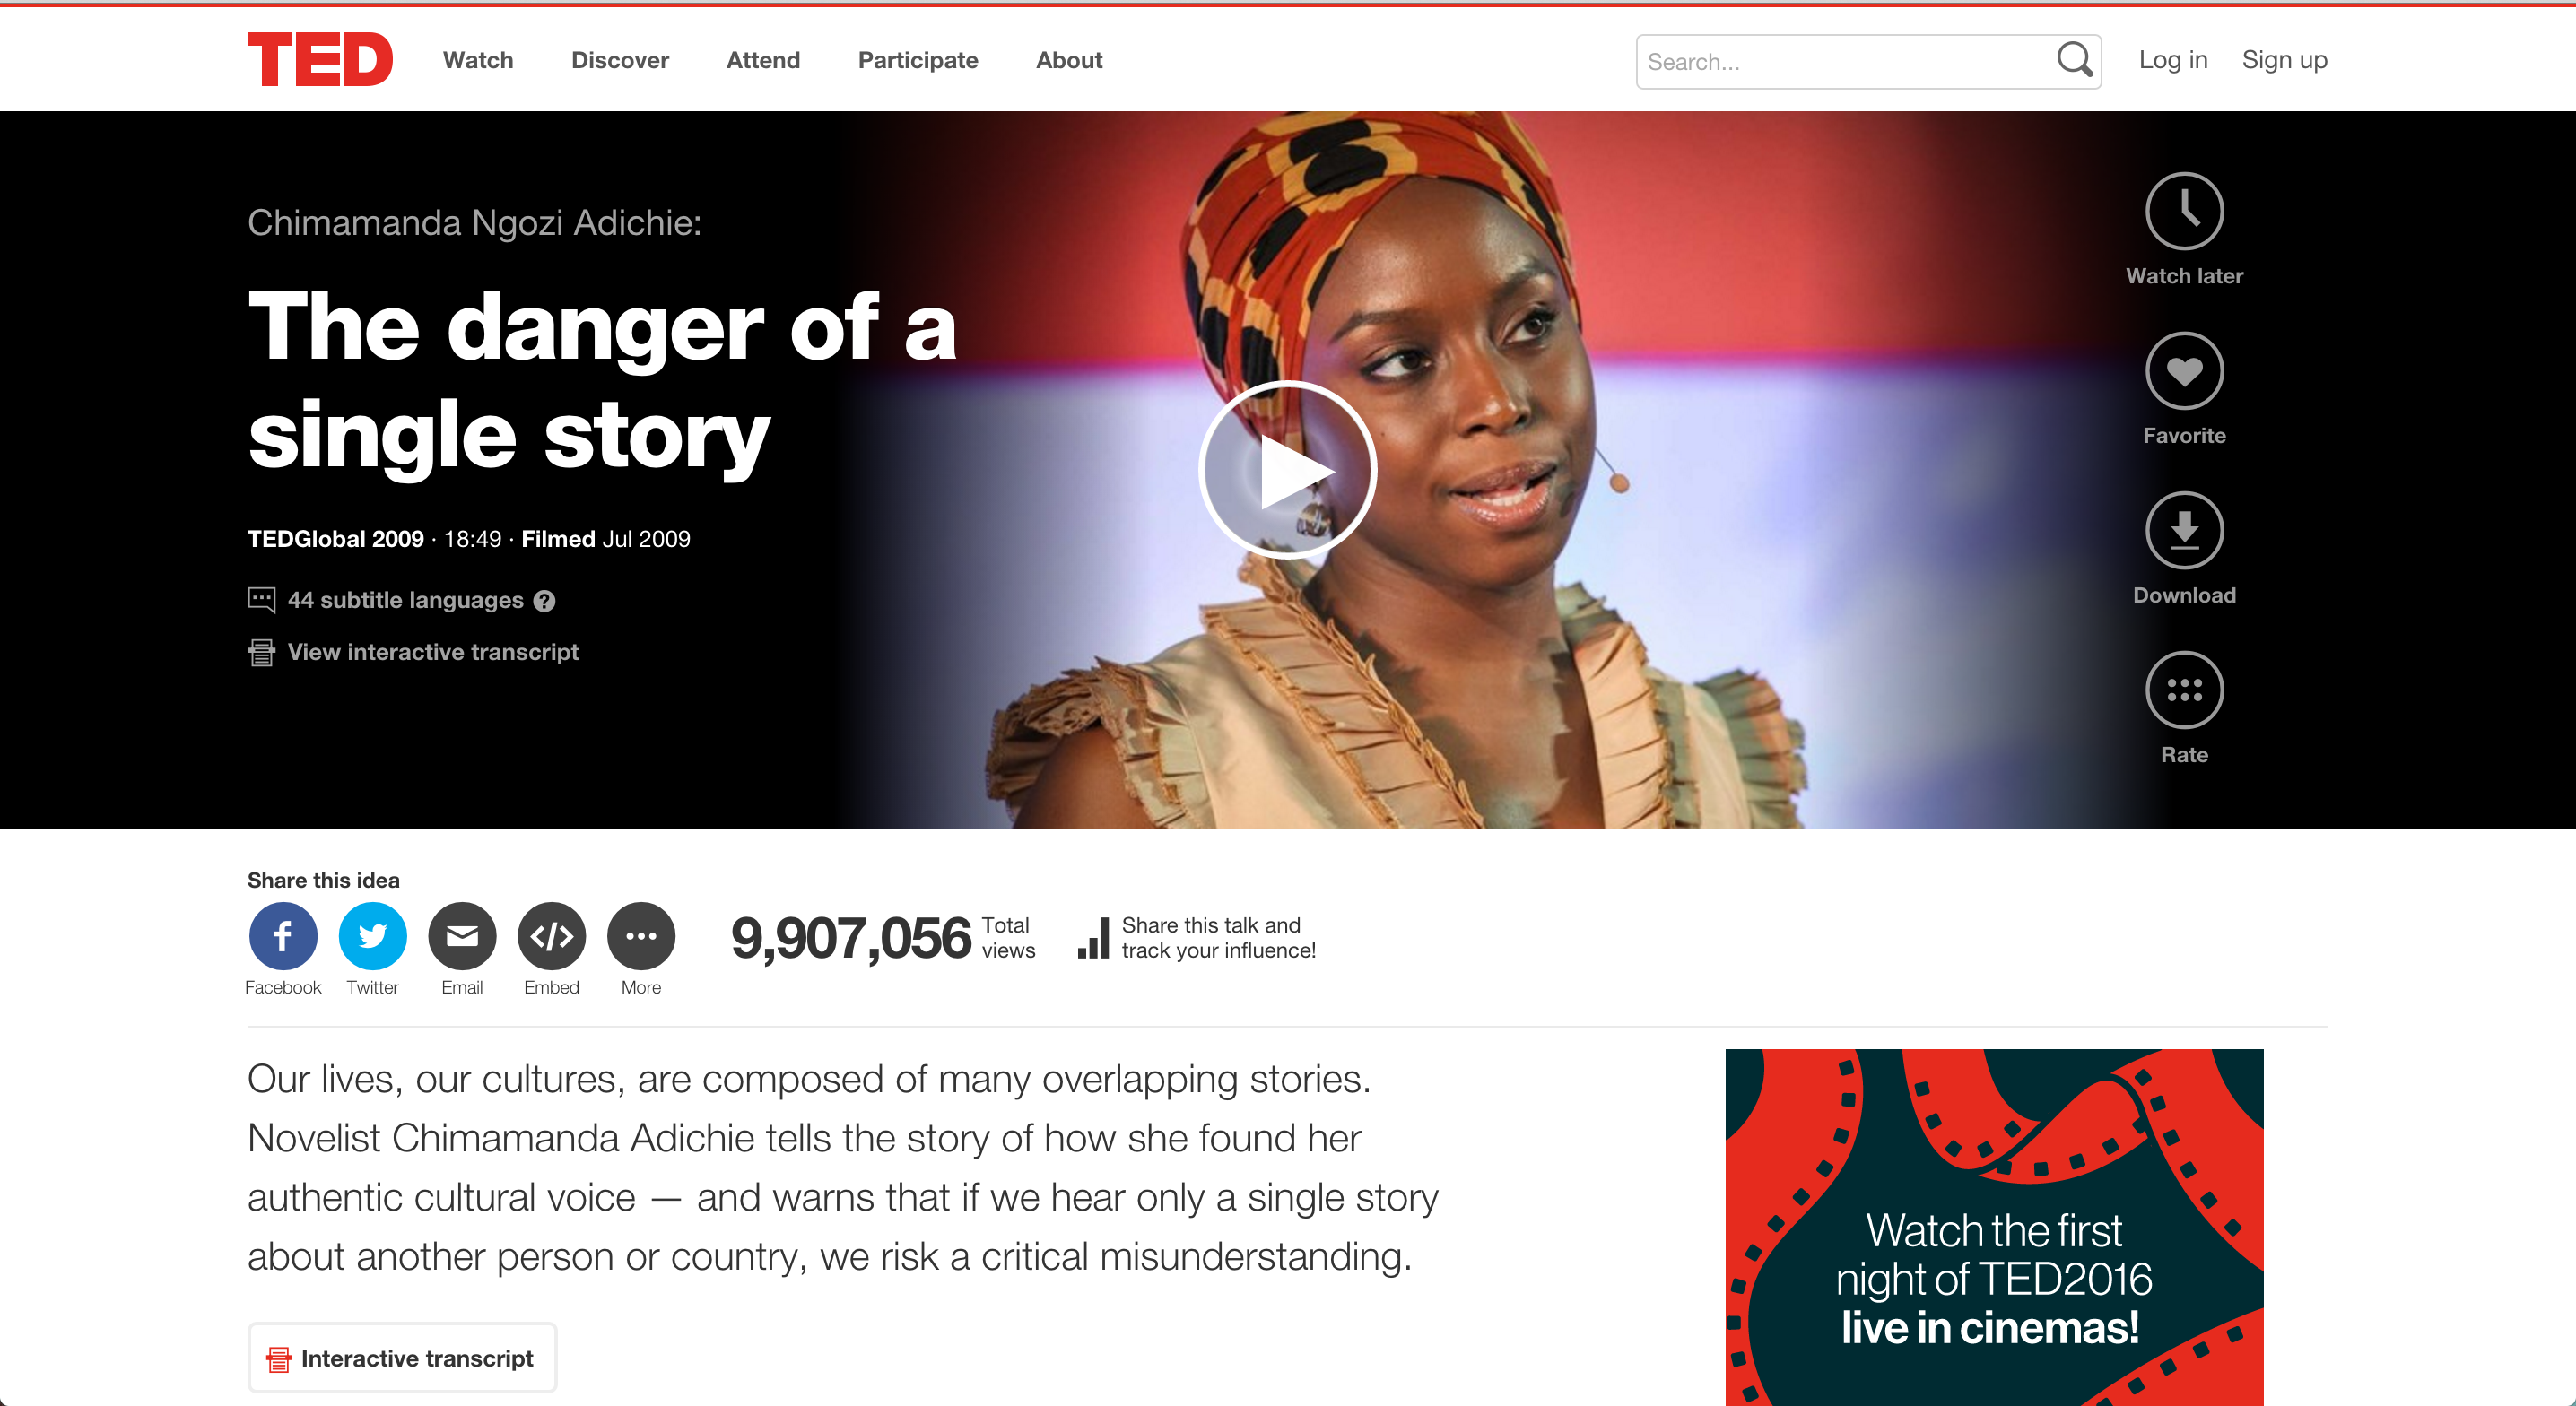 TED
Watch
Discover
Attend
Participate
About
Search...
Log in
Sign up
Chimamanda Ngozi Adichie:
The danger of a
single story
TEDGlobal 2009 · 18:49 · Filmed Jul 2009
44 subtitle languages ?
View interactive transcript
Watch later
Favorite
Download
Rate
Share this idea
f
</>
Facebook
Twitter
Email
Embed
More
9,907,056
Total
views
Share this talk and
track your influence!
Our lives, our cultures, are composed of many overlapping stories.
Novelist Chimamanda Adichie tells the story of how she found her
authentic cultural voice — and warns that if we hear only a single story
about another person or country, we risk a critical misunderstanding.
Interactive transcript
Watch the first
night of TED2016
live in cinemas!